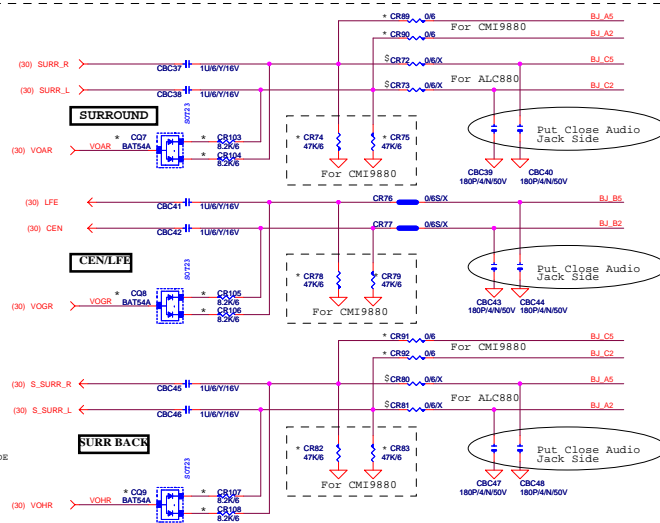 * CR89 0/6 BJ_A5
For CMI9880
* CR90 0/6 BJ_A2
(30) SURR_R CBC37 1U/6/Y/16V $CR72 0/6/X BJ_C5
For ALC880
(30) SURR_L CBC38 1U/6/Y/16V $CR73 0/6/X BJ_C2
SOT23
SURROUND
* CQ7 * CR103 * CR74 * CR75
Put Close Audio
Jack Side
(30) VOAR VOAR BAT54A 8.2K/6 47K/6 47K/6
* CR104
8.2K/6
For CMI9880
CBC39 CBC40
180P/4/N/50V 180P/4/N/50V
(30) LFE CBC41 1U/6/Y/16V CR76 0/6S/X BJ_B5
(30) CEN CBC42 1U/6/Y/16V CR77 0/6S/X BJ_B2
SOT23
CEN/LFE
* CR78 * CR79
47K/6 47K/6
Put Close Audio
Jack Side
* CQ8 * CR105
(30) VOGR VOGR BAT54A 8.2K/6
* CR106
8.2K/6
For CMI9880
CBC43 CBC44
180P/4/N/50V 180P/4/N/50V
* CR91 0/6 BJ_C5
For CMI9880
* CR92 0/6 BJ_C2
(30) S_SURR_R CBC45 1U/6/Y/16V $CR80 0/6/X BJ_A5
For ALC880
(30) S_SURR_L CBC46 1U/6/Y/16V $CR81 0/6/X BJ_A2
SOT23
SURR BACK
DE
* CR82 * CR83
47K/6 47K/6
Put Close Audio
Jack Side
For CMI9880
CBC47 CBC48
180P/4/N/50V 180P/4/N/50V
* CQ9 * CR107
(30) VOHR VOHR BAT54A 8.2K/6
* CR108
8.2K/6